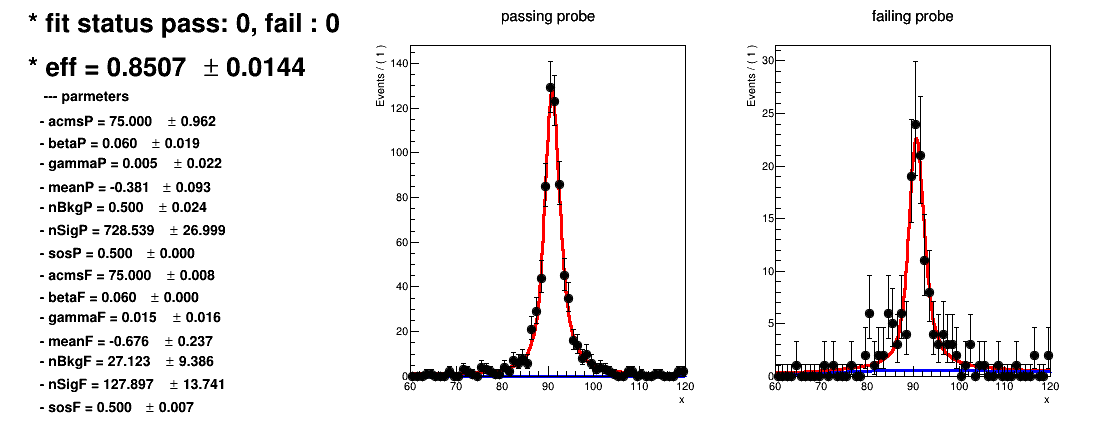 * fit status pass: 0, fail : 0
* eff = 0.8507 ± 0.0144
--- parmeters
- acmsP = 75.000 ± 0.962
- betaP = 0.060 ± 0.019
- gammaP = 0.005 ± 0.022
- meanP = -0.381 ± 0.093
- nBkgP = 0.500 ± 0.024
- nSigP = 728.539 ± 26.999
- sosP = 0.500 ± 0.000
- acmsF = 75.000 ± 0.008
- betaF = 0.060 ± 0.000
- gammaF = 0.015 ± 0.016
- meanF = -0.676 ± 0.237
- nBkgF = 27.123 ± 9.386
- nSigF = 127.897 ± 13.741
- sosF = 0.500 ± 0.007
passing probe
Events / ( 1 )
140
120
100
80
60
40
20
0
60 70 80 90 100 110 120
x
failing probe
Events / ( 1 )
30
25
20
15
10
5
0
60 70 80 90 100 110 120
x